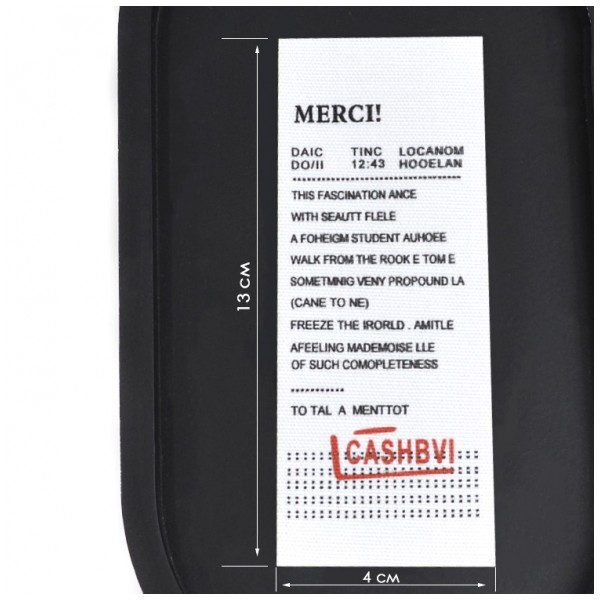 MERCI!
DAIC TINC LOCANOM
DO/II 12:43 HOOELAN
THIS FASCINATION ANCE
WITH SEAUTT FLELE
A FOHEIGM STUDENT AUHOEE
WALK FROM THE ROOK E TOM E
SOMETMNIG VENY PROPOUND LA
(CANE TO NE)
FREEZE THE IRORLD . AMITLE
AFEELING MADEMOISE LLE
OF SUCH COMOPLETENESS
TO TAL A MENTTOT
CASHBVI
13 см
4 см